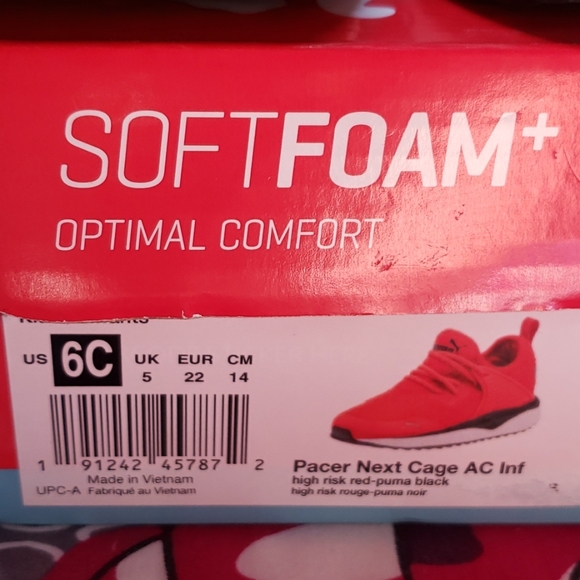 SOFTFOAM+
OPTIMAL COMFORT
US 6C UK 5 EUR 22 CM 14
1 91242 45787 2
UPC-A Made in Vietnam
Fabriqué au Vietnam
Pacer Next Cage AC Inf
high risk red-puma black
high risk rouge-puma noir